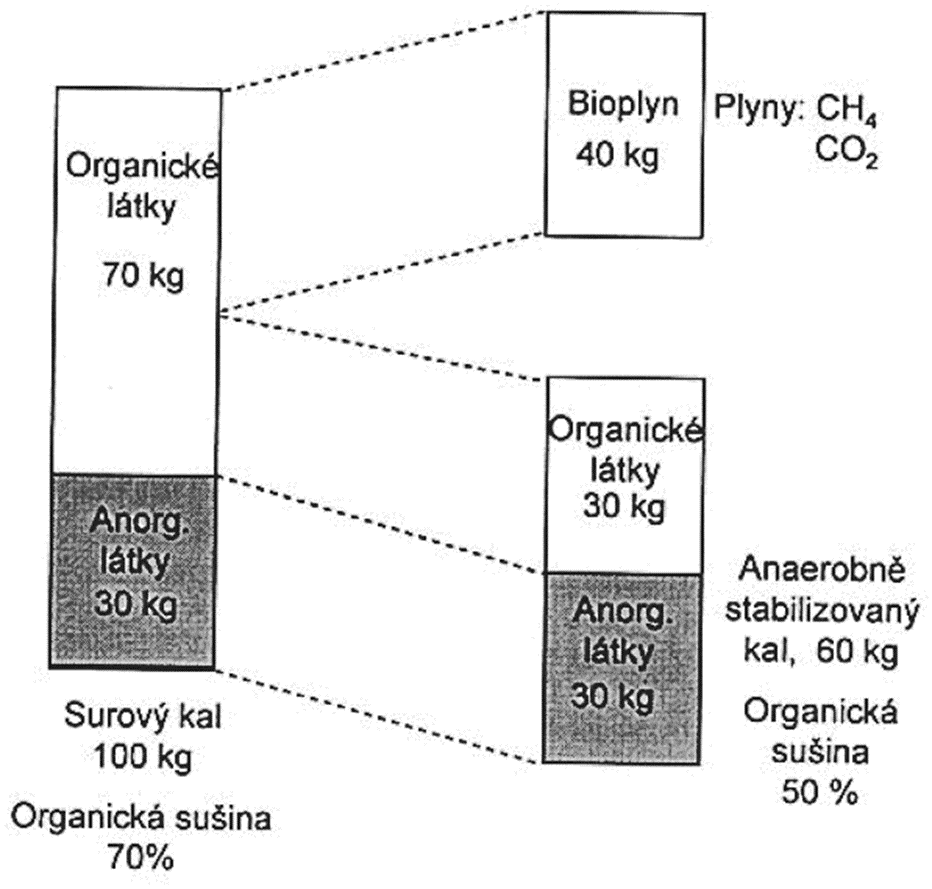 Organické
látky
70 kg
Anorg.
látky
30 kg
Surový kal
100 kg
Organická sušina
70%
Bioplyn
40 kg
Plyny: CH₄
CO₂
Organické
látky
30 kg
Anorg.
látky
30 kg
Anaerobně
stabilizovaný
kal, 60 kg
Organická
sušina
50 %